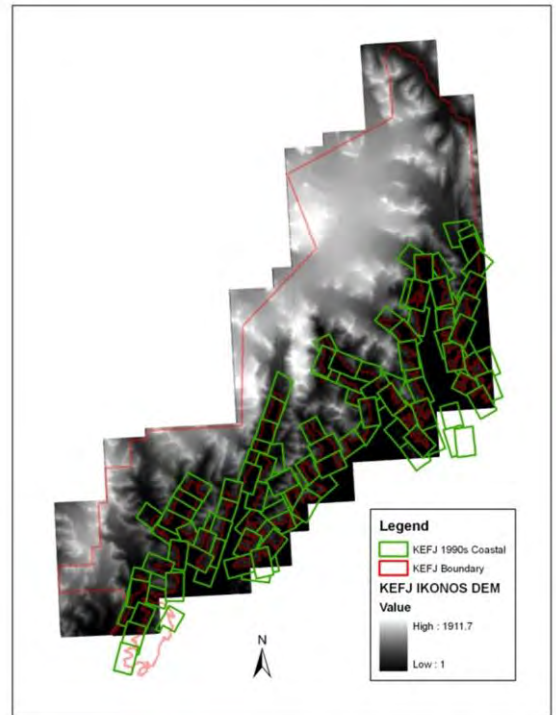 N
Legend
KEFJ 1990s Coastal
KEFJ Boundary
KEFJ IKONOS DEM
Value
High : 1911.7
Low : 1